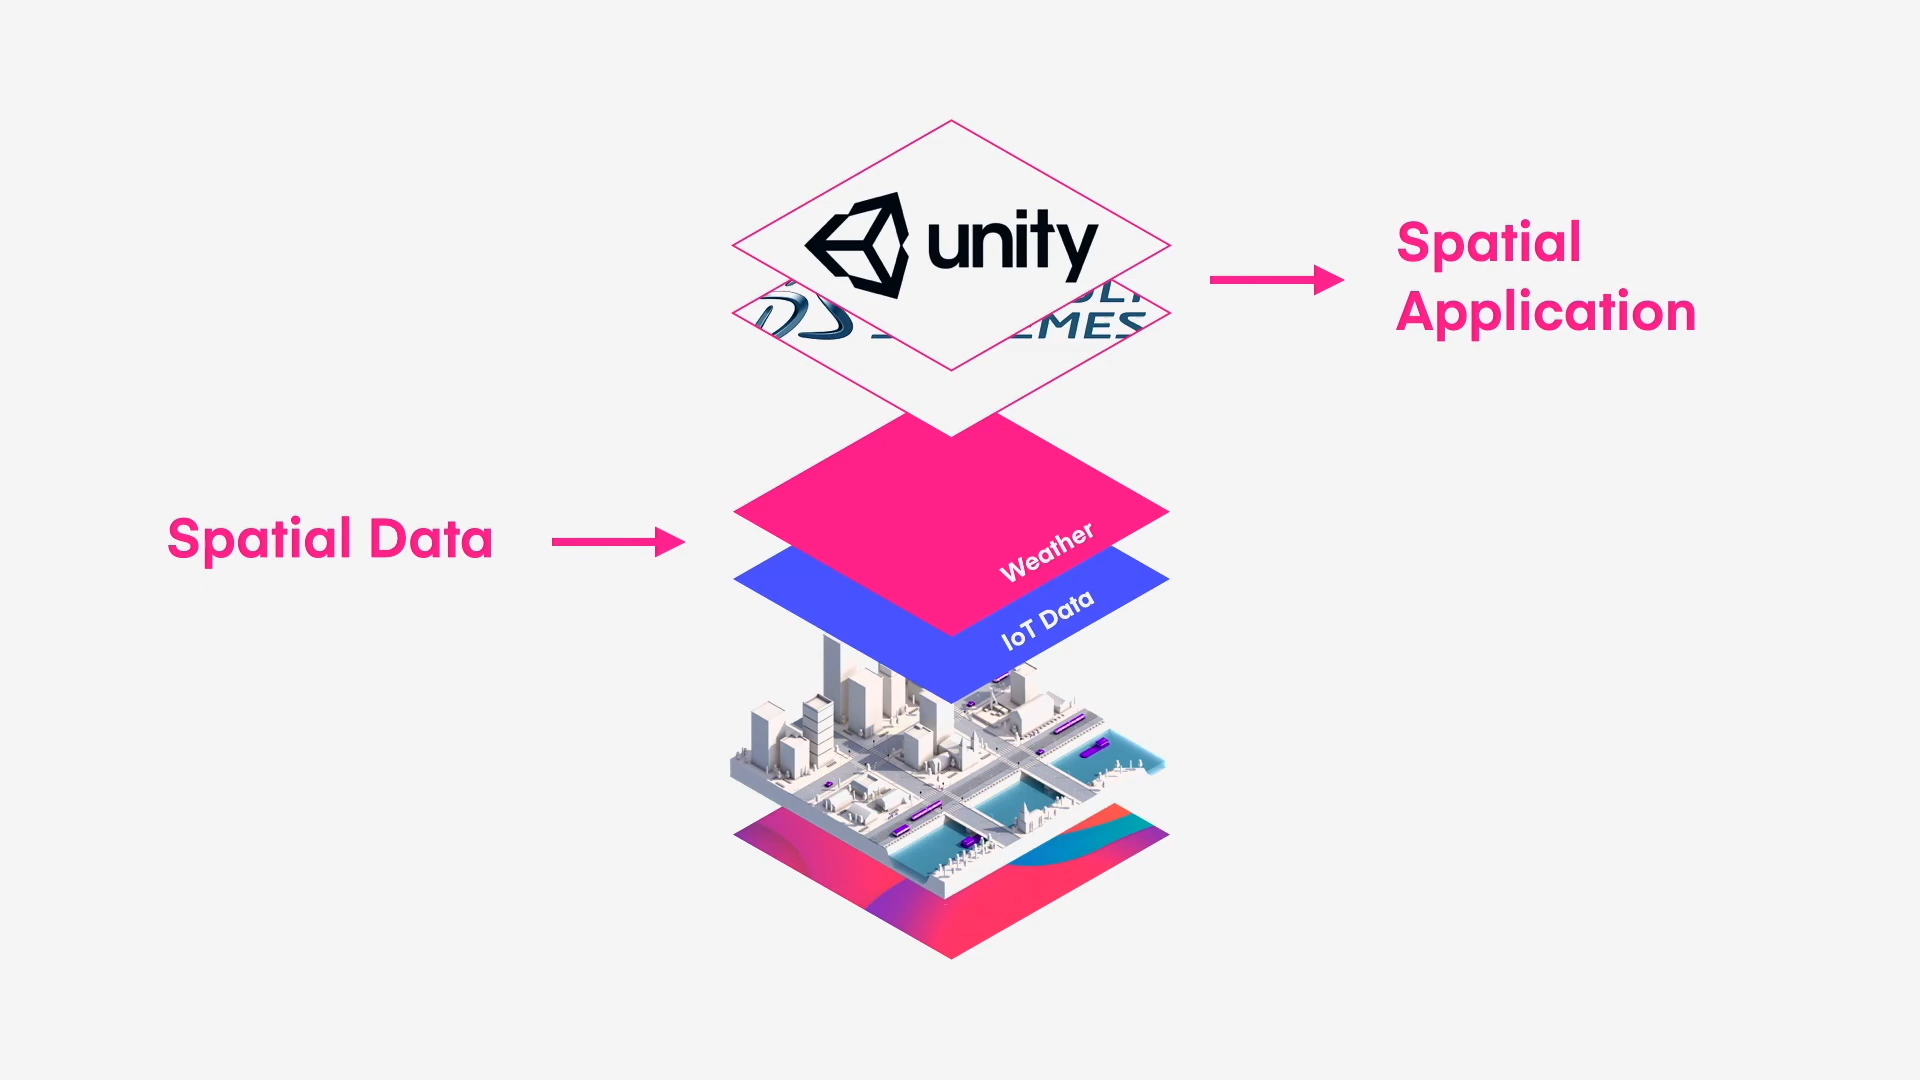 unity
Spatial
Application
Spatial Data
Weather
IoT Data